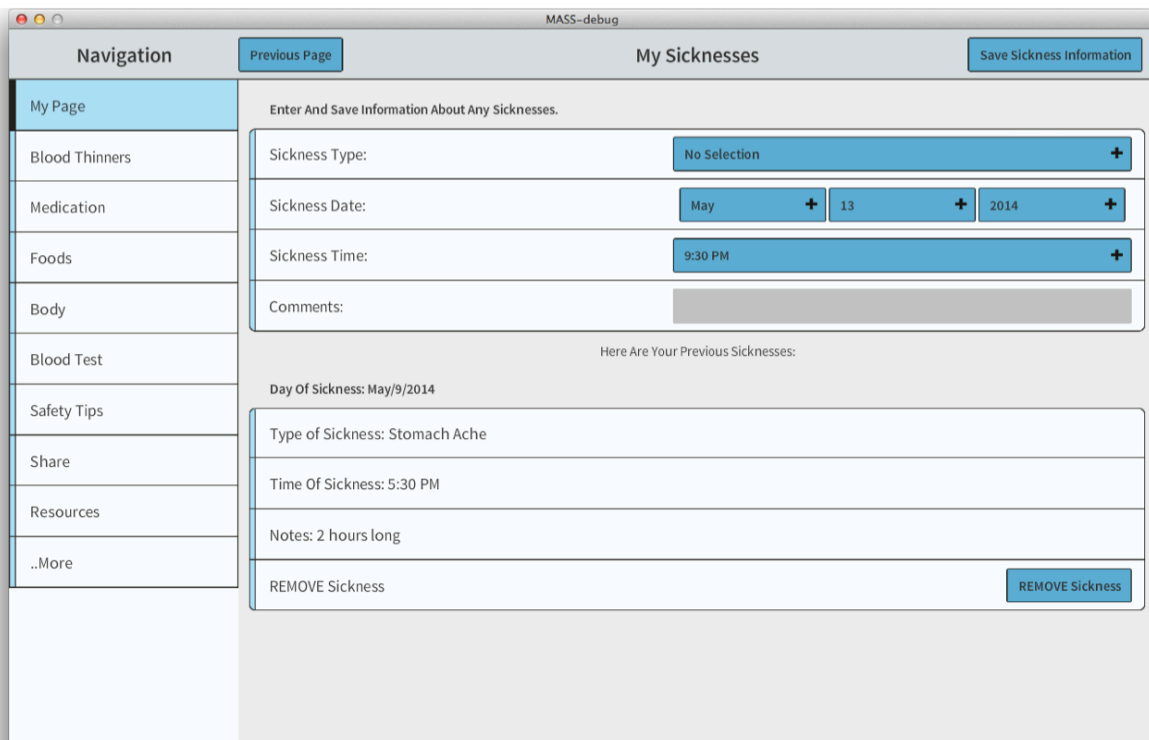 MASS-debug
Navigation
Previous Page
My Sicknesses
Save Sickness Information
My Page
Blood Thinners
Medication
Foods
Body
Blood Test
Safety Tips
Share
Resources
..More
Enter And Save Information About Any Sicknesses.
Sickness Type:
No Selection +
Sickness Date:
May + 13 + 2014 +
Sickness Time:
9:30 PM +
Comments:
Here Are Your Previous Sicknesses:
Day Of Sickness: May/9/2014
Type of Sickness: Stomach Ache
Time Of Sickness: 5:30 PM
Notes: 2 hours long
REMOVE Sickness
REMOVE Sickness